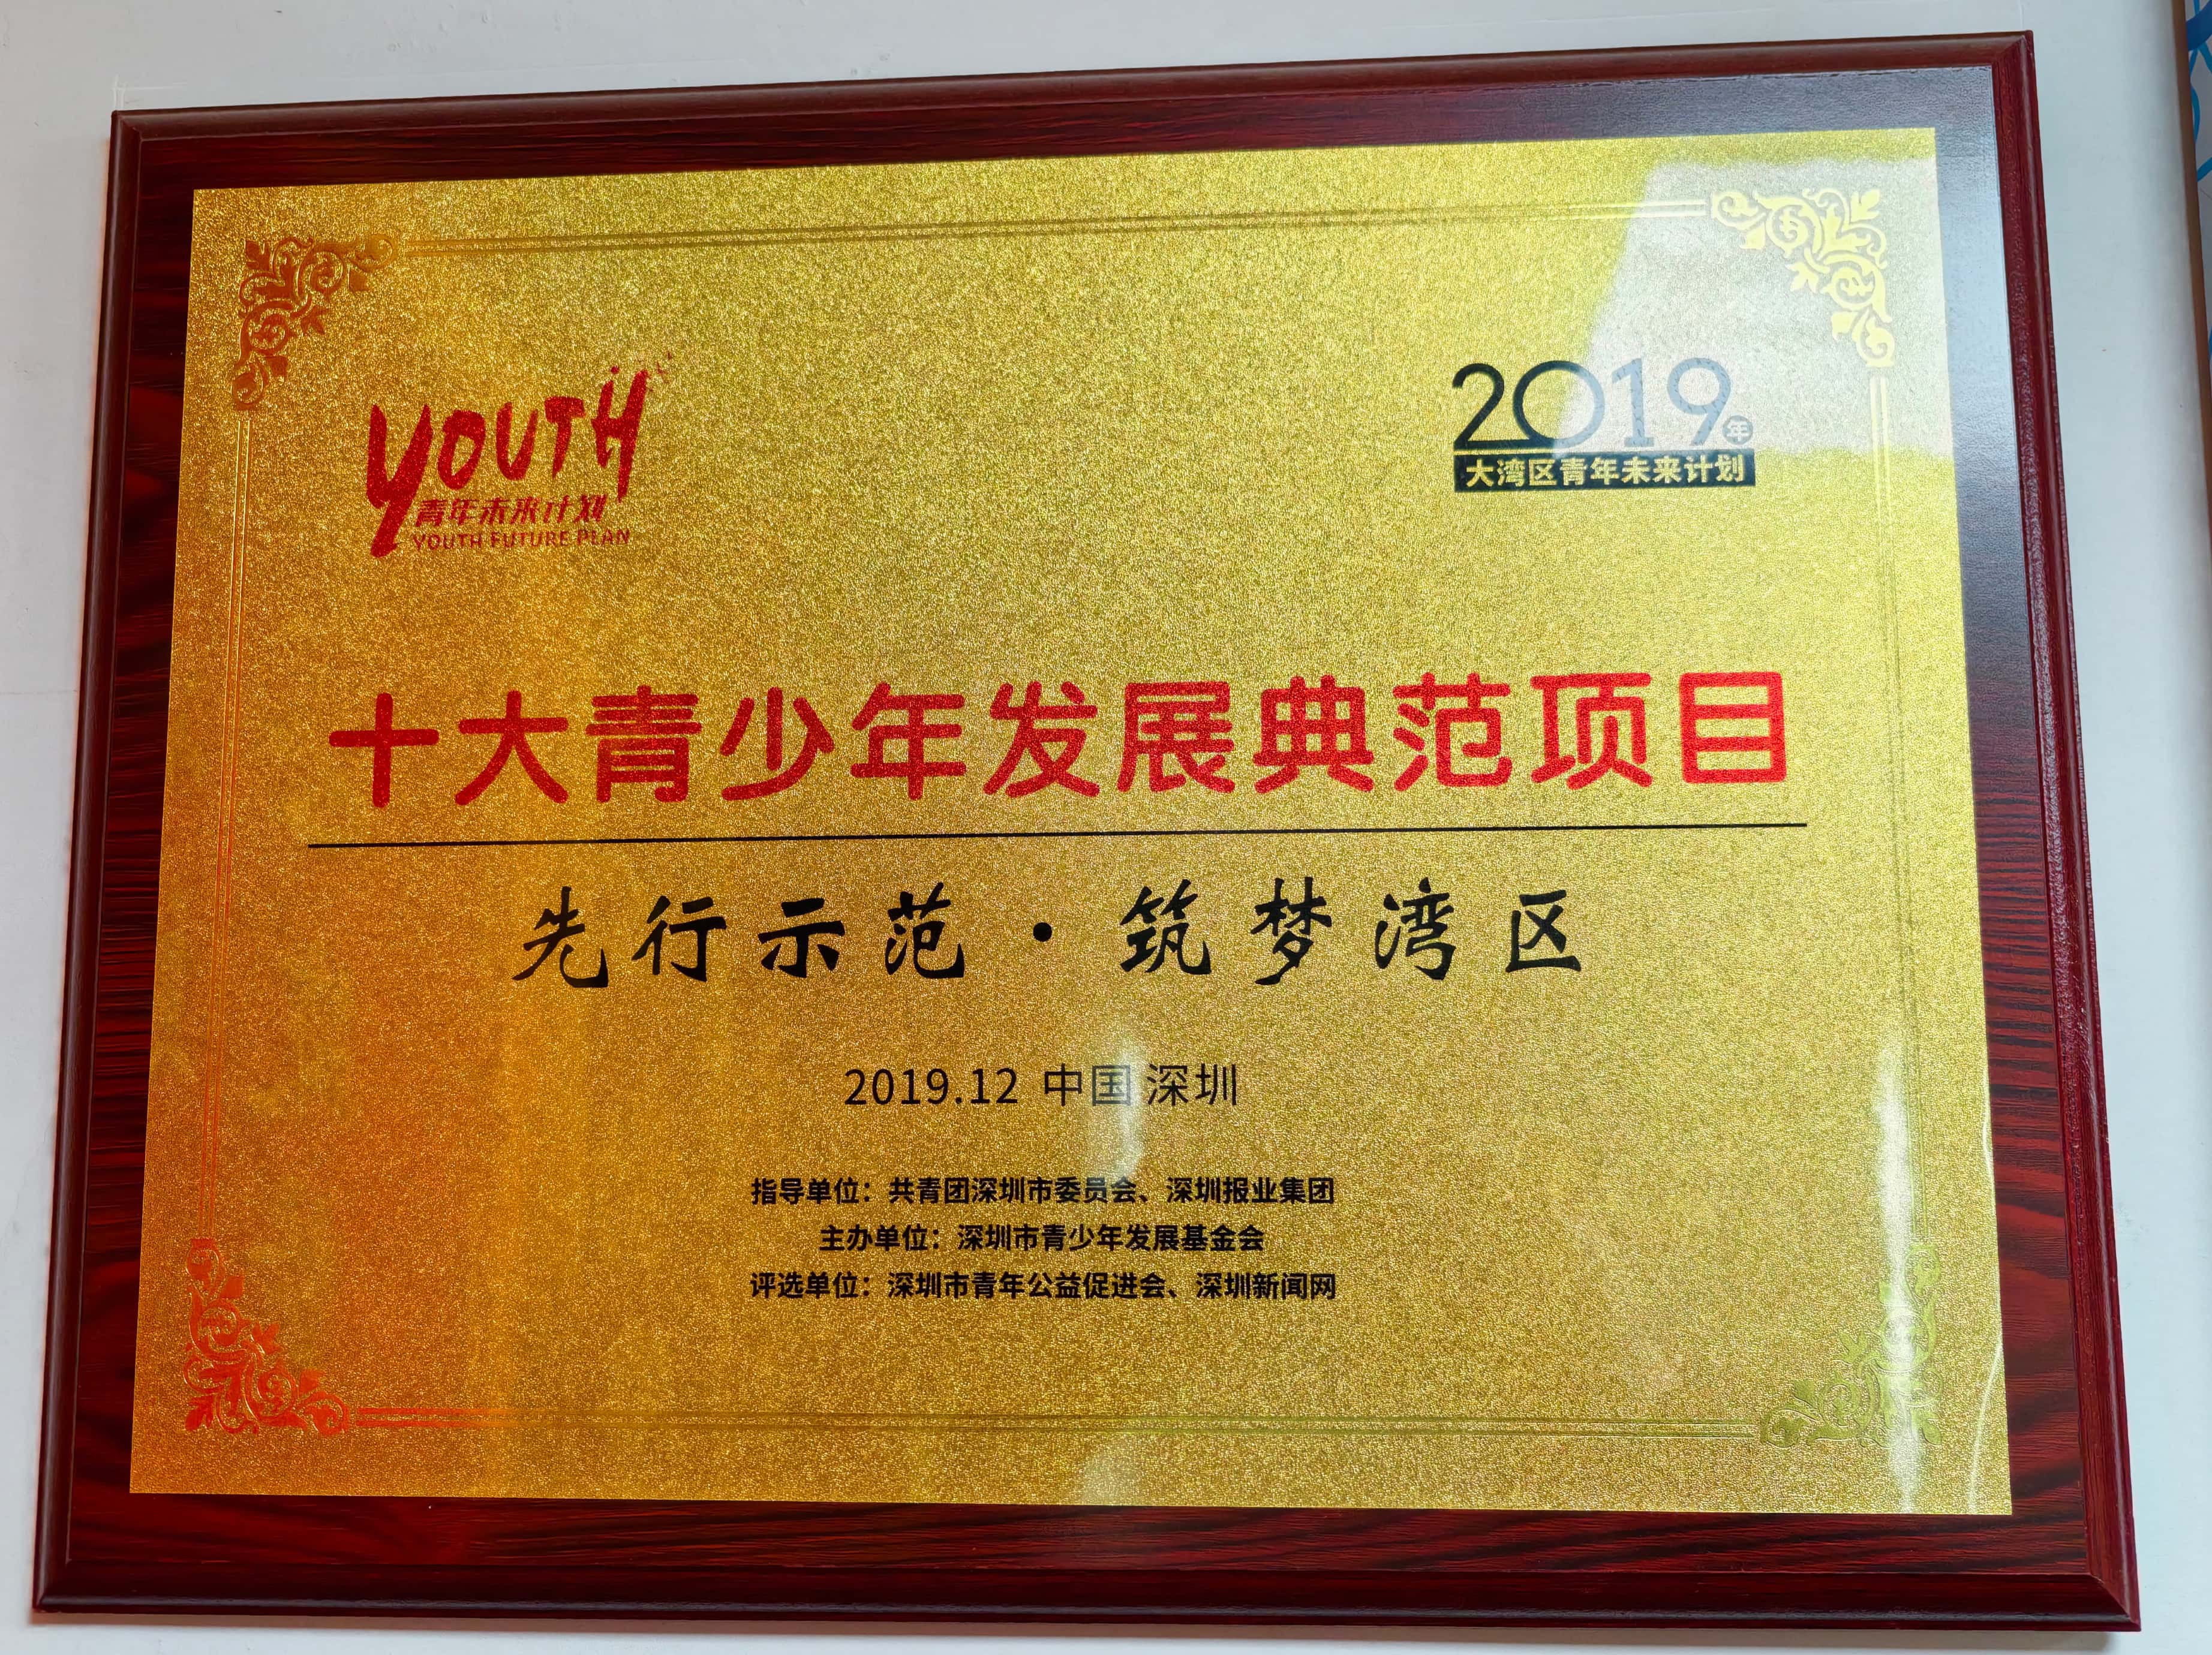 YOUTH
青年未来计划
YOUTH FUTURE PLAN
2019年
大湾区青年未来计划
十大青少年发展典范项目
先行示范·筑梦湾区
2019.12 中国 深圳
指导单位：共青团深圳市委员会、深圳报业集团
主办单位：深圳市青少年发展基金会
评选单位：深圳市青年公益促进会、深圳新闻网